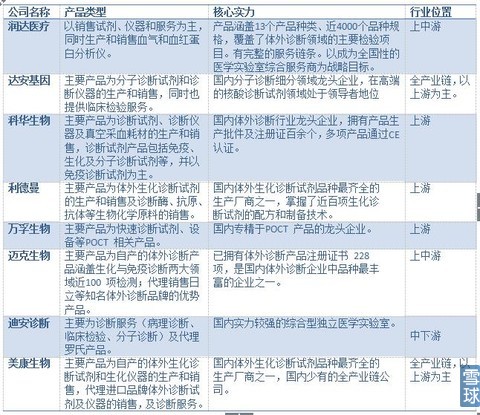 公司名称 产品类型 核心实力 行业位置
润达医疗 以销售试剂、仪器和服务为主，同时生产和销售血气和血红蛋白分析仪。 产品涵盖13个产品种类、近4000个产品规格，覆盖了体外诊断领域的主要检验项目。有完整的服务链条。以成为全国性的医学实验室综合服务商为战略目标。 上中游
达安基因 主要产品为分子诊断试剂和诊断仪器的生产和销售，同时也提供临床检验服务。 国内分子诊断细分领域龙头企业，在高端的核酸诊断试剂领域处于领导者地位 全产业链，以上游为主。
科华生物 主要产品为诊断试剂、诊断仪器及真空采血耗材的生产和销售，诊断试剂产品包括免疫、生化及分子诊断试剂等，并以免疫诊断试剂为主。 国内体外诊断行业龙头企业，拥有产品生产批件及注册证百余个，多项产品通过CE认证。 上游
利德曼 主要产品为体外生化诊断试剂的生产和销售及诊断酶、抗原、抗体等生物化学原料的销售。 国内体外生化诊断试剂品种最齐全的生产厂商之一，掌握了近百项生化诊断试剂的配方和制备技术。 上游
万孚生物 主要产品为快速诊断试剂、设备等POCT 相关产品。 国内专精于POCT 产品的龙头企业。 上游
迈克生物 主要产品为自产的体外诊断产品涵盖生化与免疫诊断两大领域近100 项检测；代理销售日立等知名体外诊断品牌的优势产品。 已拥有体外诊断产品注册证书 228 项，是国内体外诊断企业中品种最丰富的企业之一。 上中游
迪安诊断 主要为诊断服务（病理诊断、临床检验、分子诊断）及代理罗氏产品。 国内实力较强的综合型独立医学实验室。 中下游
美康生物 主要产品为自产的体外生化诊断试剂和生化仪器的生产和销售，代理进口品牌体外诊断试剂及仪器的销售，及诊断服务。 国内体外生化诊断试剂品种最齐全的生产厂商之一，国内少有的全产业链公司。 全产业链，以上游为主
雪球